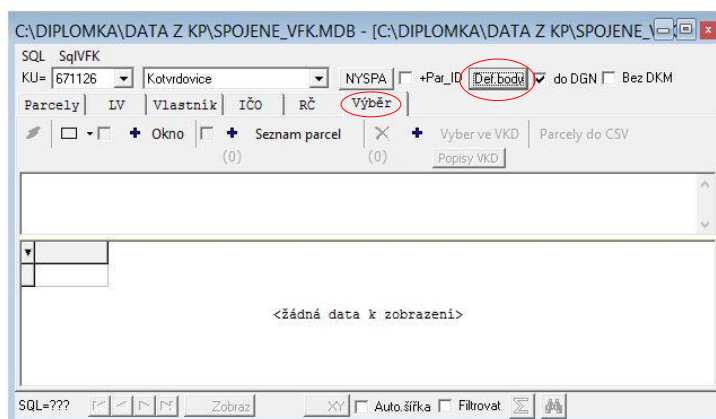 C:\DIPLOMKA\DATA Z KP\SPOJENE_VFK.MDB - [C:\DIPLOMKA\DATA Z KP\SPOJENE_V
SQL SqlVFK
KU= 671126 Kotvrdovice NYSPA +Par_ID Def.body do DGN Bez DKM
Parcely LV Vlastník IČO RČ Výběr
Okno Seznam parcel Vyber ve VKD Parcely do CSV
(0) (0) Popisy VKD
<žádná data k zobrazení>
SQL=??? Zobraz XY Auto.šířka Filtrovat Σ